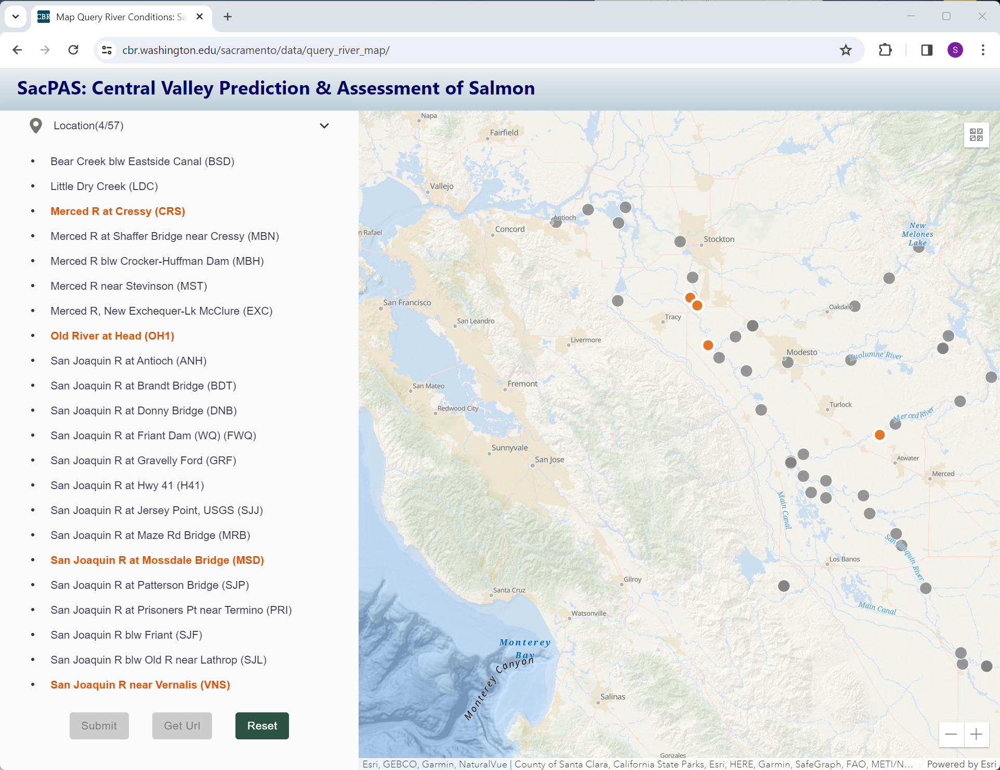 CBR Map Query River Conditions: Sa
cbr.washington.edu/sacramento/data/query_river_map/
S
SacPAS: Central Valley Prediction & Assessment of Salmon
Location(4/57)
Bear Creek blw Eastside Canal (BSD)
Little Dry Creek (LDC)
Merced R at Cressy (CRS)
Merced R at Shaffer Bridge near Cressy (MBN)
Merced R blw Crocker-Huffman Dam (MBH)
Merced R near Stevinson (MST)
Merced R, New Exchequer-Lk McClure (EXC)
Old River at Head (OH1)
San Joaquin R at Antioch (ANH)
San Joaquin R at Brandt Bridge (BDT)
San Joaquin R at Donny Bridge (DNB)
San Joaquin R at Friant Dam (WQ) (FWQ)
San Joaquin R at Gravelly Ford (GRF)
San Joaquin R at Hwy 41 (H41)
San Joaquin R at Jersey Point, USGS (SJJ)
San Joaquin R at Maze Rd Bridge (MRB)
San Joaquin R at Mossdale Bridge (MSD)
San Joaquin R at Patterson Bridge (SJP)
San Joaquin R at Prisoners Pt near Termino (PRI)
San Joaquin R blw Friant (SJF)
San Joaquin R blw Old R near Lathrop (SJL)
San Joaquin R near Vernalis (VNS)
Submit
Get Url
Reset
Napa
Fairfield
Vallejo
Antioch
Concord
n Rafael
Stockton
New
Melones
Lake
San Francisco
Oakdale
Tracy
San Leandro
Livermore
Modesto
Tuolumne River
San Mateo
Fremont
Redwood City
Turlock
Merced River
Sunnyvale
San Jose
Atwater
Merced
Main Canal
San Joaquin River
Los Banos
Gilroy
Santa Cruz
Main Canal
Watsonville
Monterey
Bay
Monterey Canyon
Salinas
Gonzales
Esri, GEBCO, Garmin, NaturalVue | County of Santa Clara, California State Parks, Esri, HERE, Garmin, SafeGraph, FAO, METI/N...
Powered by Esri